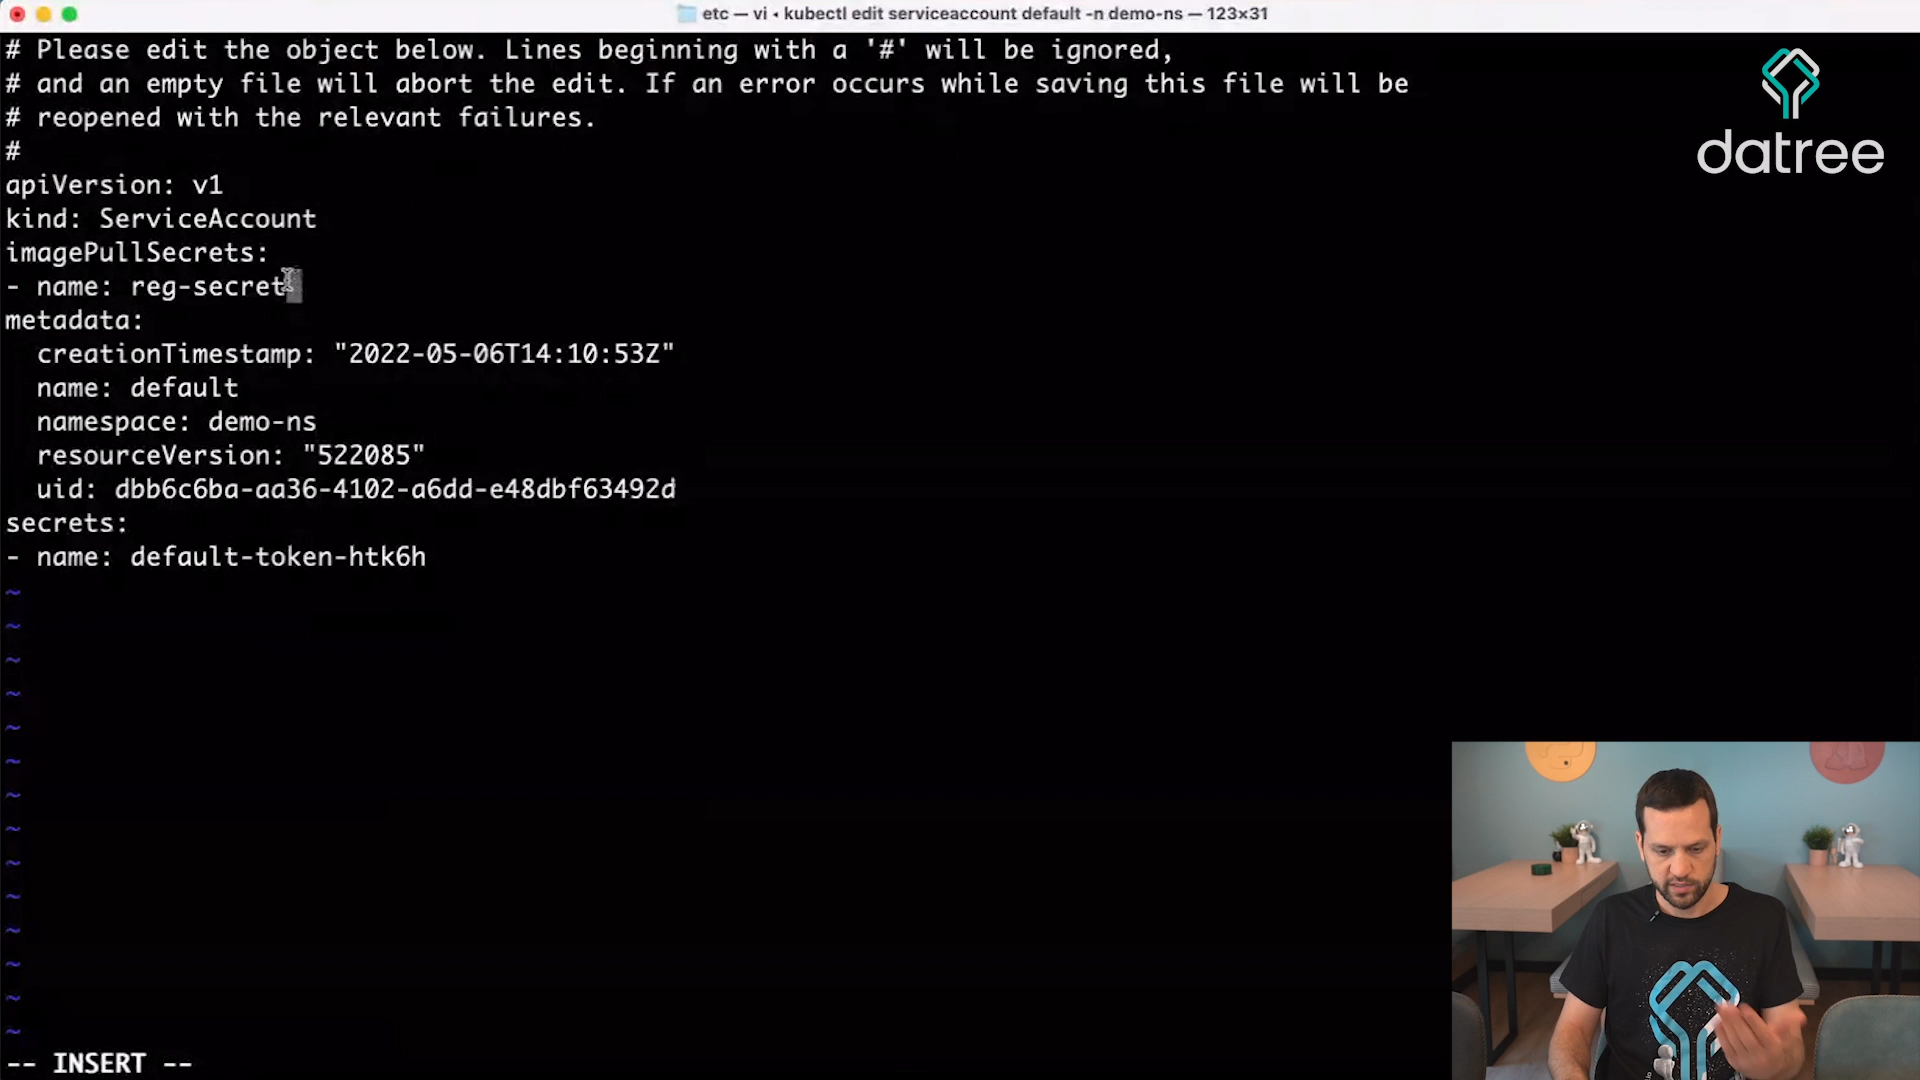 etc — vi ◂ kubectl edit serviceaccount default -n demo-ns — 123×31
# Please edit the object below. Lines beginning with a '#' will be ignored,
# and an empty file will abort the edit. If an error occurs while saving this file will be
# reopened with the relevant failures.
#
apiVersion: v1
kind: ServiceAccount
imagePullSecrets:
- name: reg-secret
metadata:
  creationTimestamp: "2022-05-06T14:10:53Z"
  name: default
  namespace: demo-ns
  resourceVersion: "522085"
  uid: dbb6c6ba-aa36-4102-a6dd-e48dbf63492d
secrets:
- name: default-token-htk6h
~
~
~
~
~
~
~
~
~
~
~
~
~
~
-- INSERT --
datree